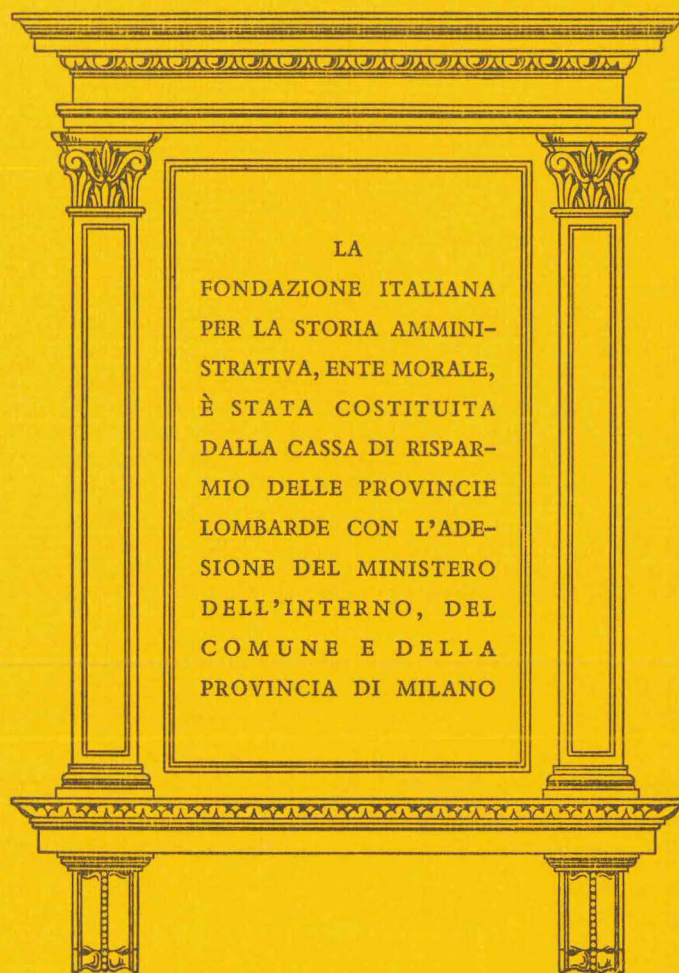 LA
FONDAZIONE ITALIANA
PER LA STORIA AMMINI-
STRATIVA, ENTE MORALE,
È STATA COSTITUITA
DALLA CASSA DI RISPAR-
MIO DELLE PROVINCIE
LOMBARDE CON L'ADE-
SIONE DEL MINISTERO
DELL'INTERNO, DEL
COMUNE E DELLA
PROVINCIA DI MILANO